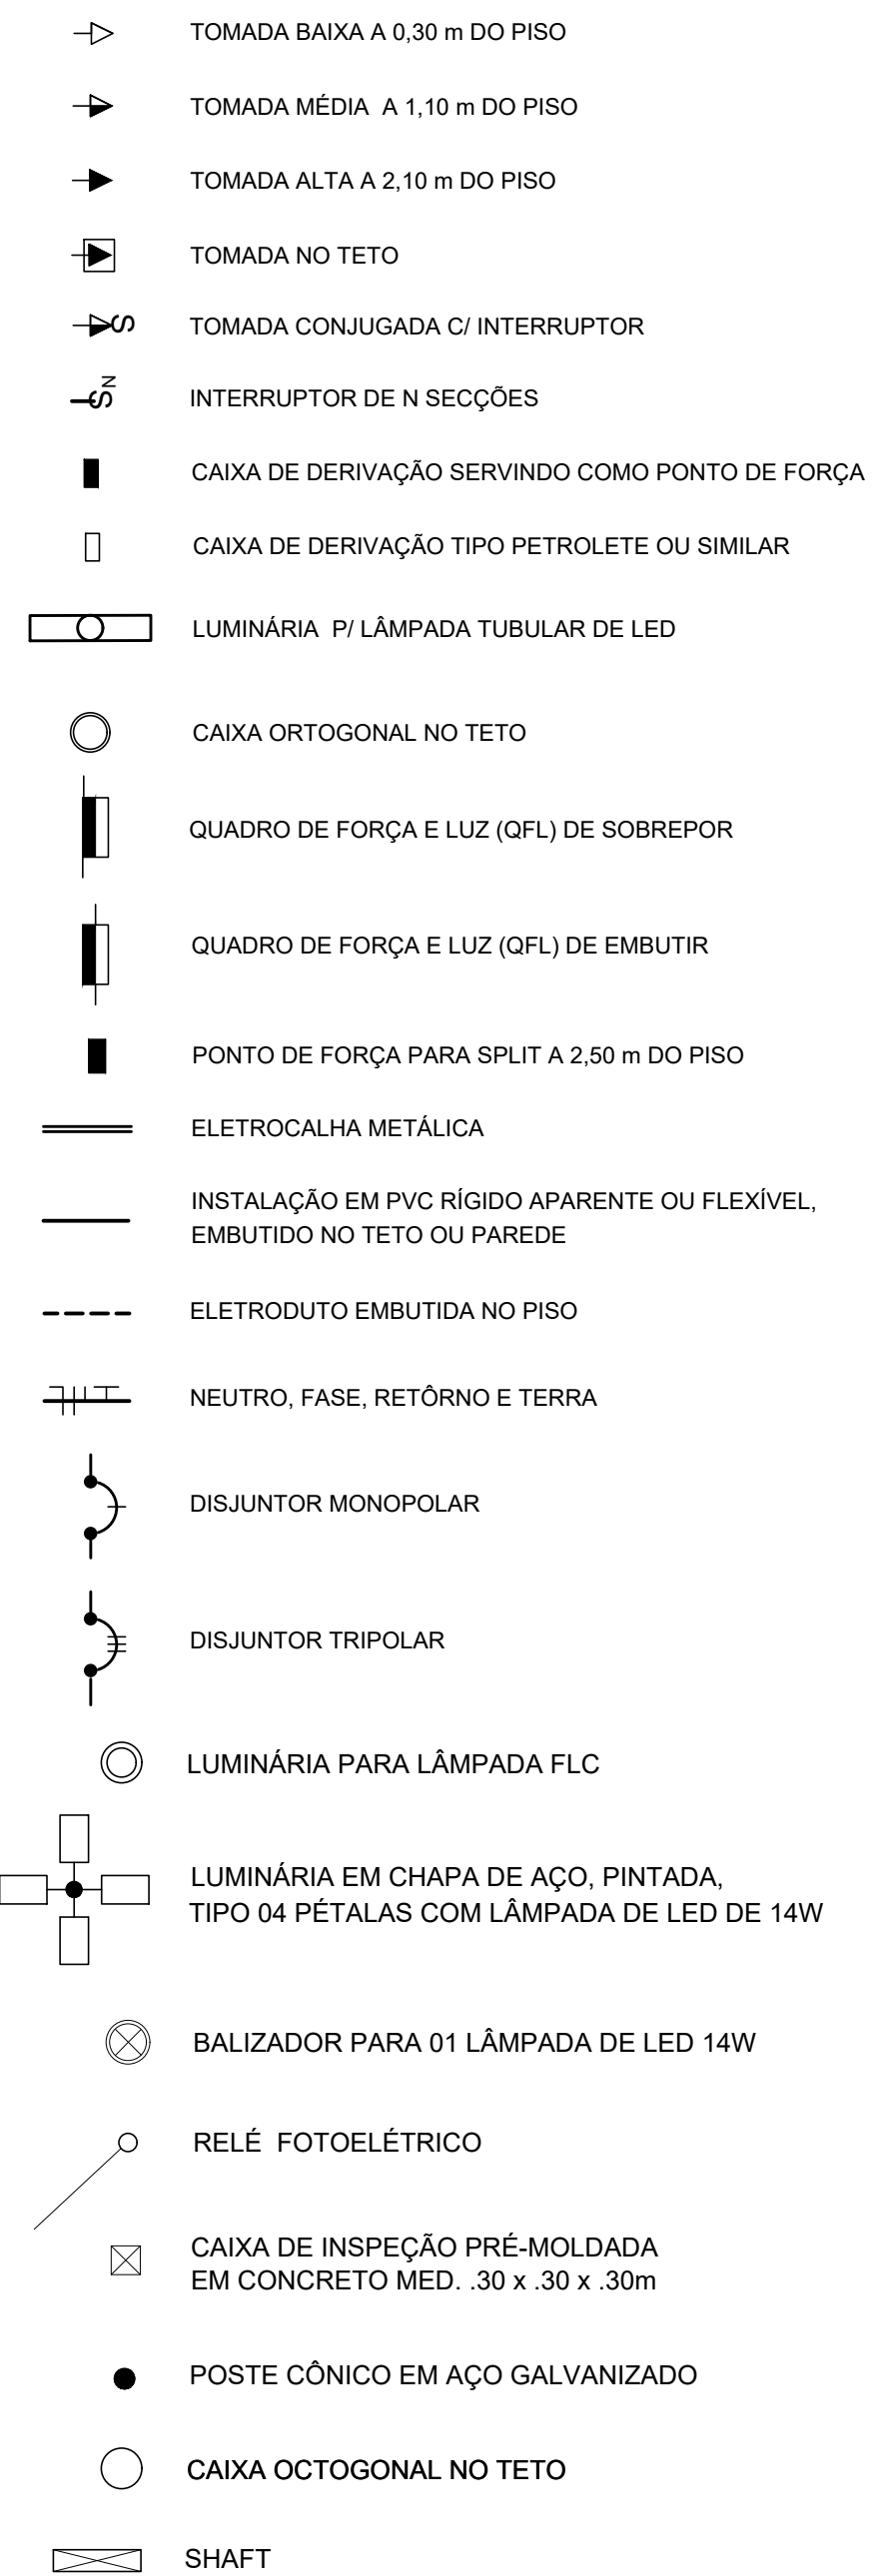 TOMADA BAIXA A 0,30 m DO PISO
TOMADA MÉDIA A 1,10 m DO PISO
TOMADA ALTA A 2,10 m DO PISO
TOMADA NO TETO
S TOMADA CONJUGADA C/ INTERRUPTOR
S N INTERRUPTOR DE N SECÇÕES
CAIXA DE DERIVAÇÃO SERVINDO COMO PONTO DE FORÇA
CAIXA DE DERIVAÇÃO TIPO PETROLETE OU SIMILAR
LUMINÁRIA P/ LÂMPADA TUBULAR DE LED
CAIXA ORTOGONAL NO TETO
QUADRO DE FORÇA E LUZ (QFL) DE SOBREPOR
QUADRO DE FORÇA E LUZ (QFL) DE EMBUTIR
PONTO DE FORÇA PARA SPLIT A 2,50 m DO PISO
ELETROCALHA METÁLICA
INSTALAÇÃO EM PVC RÍGIDO APARENTE OU FLEXÍVEL,
EMBUTIDO NO TETO OU PAREDE
ELETRODUTO EMBUTIDA NO PISO
NEUTRO, FASE, RETÔRNO E TERRA
DISJUNTOR MONOPOLAR
DISJUNTOR TRIPOLAR
LUMINÁRIA PARA LÂMPADA FLC
LUMINÁRIA EM CHAPA DE AÇO, PINTADA,
TIPO 04 PÉTALAS COM LÂMPADA DE LED DE 14W
BALIZADOR PARA 01 LÂMPADA DE LED 14W
RELÉ FOTOELÉTRICO
CAIXA DE INSPEÇÃO PRÉ-MOLDADA
EM CONCRETO MED. .30 x .30 x .30m
POSTE CÔNICO EM AÇO GALVANIZADO
CAIXA OCTOGONAL NO TETO
SHAFT